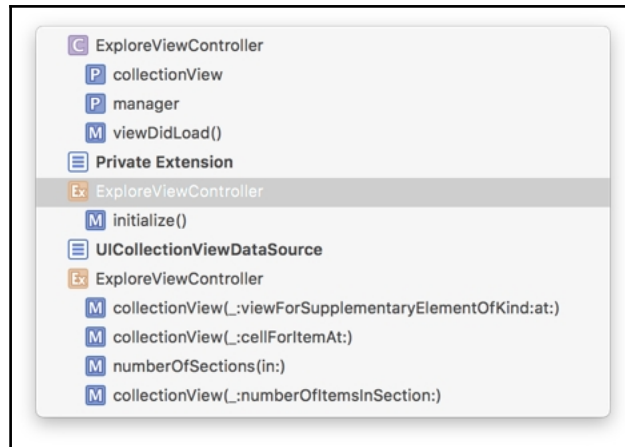 C ExploreViewController
P collectionView
P manager
M viewDidLoad()
Private Extension
Ex ExploreViewController
M initialize()
UICollectionViewDataSource
Ex ExploreViewController
M collectionView(_:viewForSupplementaryElementOfKind:at:)
M collectionView(_:cellForItemAt:)
M numberOfSections(in:)
M collectionView(_:numberOfItemsInSection:)